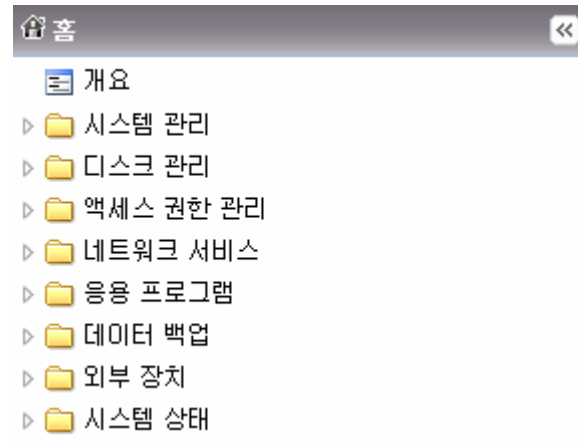 홈
개요
시스템 관리
디스크 관리
액세스 권한 관리
네트워크 서비스
응용 프로그램
데이터 백업
외부 장치
시스템 상태